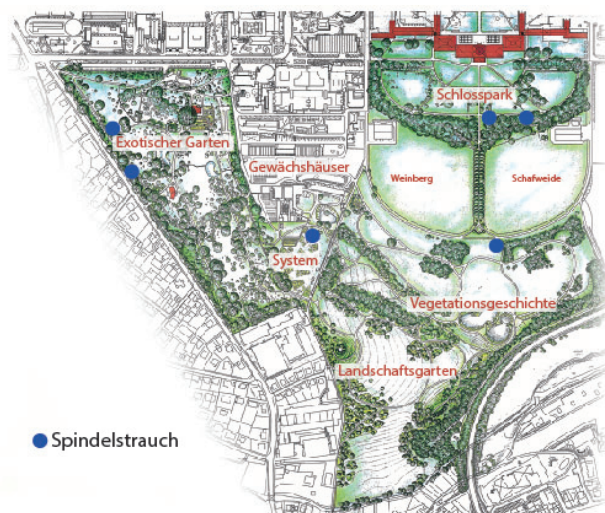 Schlosspark
Exotischer Garten
Gewächshäuser
Weinberg
Schafweide
System
Vegetationsgeschichte
Landschaftsgarten
Spindelstrauch